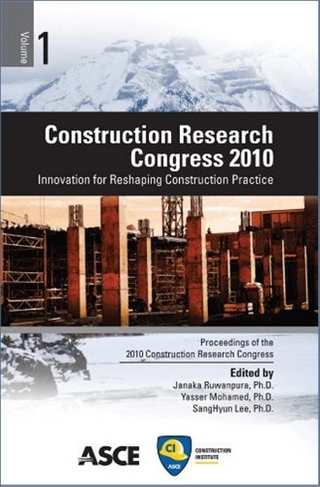 Volume 1
Construction Research
Congress 2010
Innovation for Reshaping Construction Practice
Proceedings of the
2010 Construction Research Congress
Edited by
Janaka Ruwanpura, Ph.D.
Yasser Mohamed, Ph.D.
SangHyun Lee, Ph.D.
ASCE
CI
ASCE
CONSTRUCTION
INSTITUTE